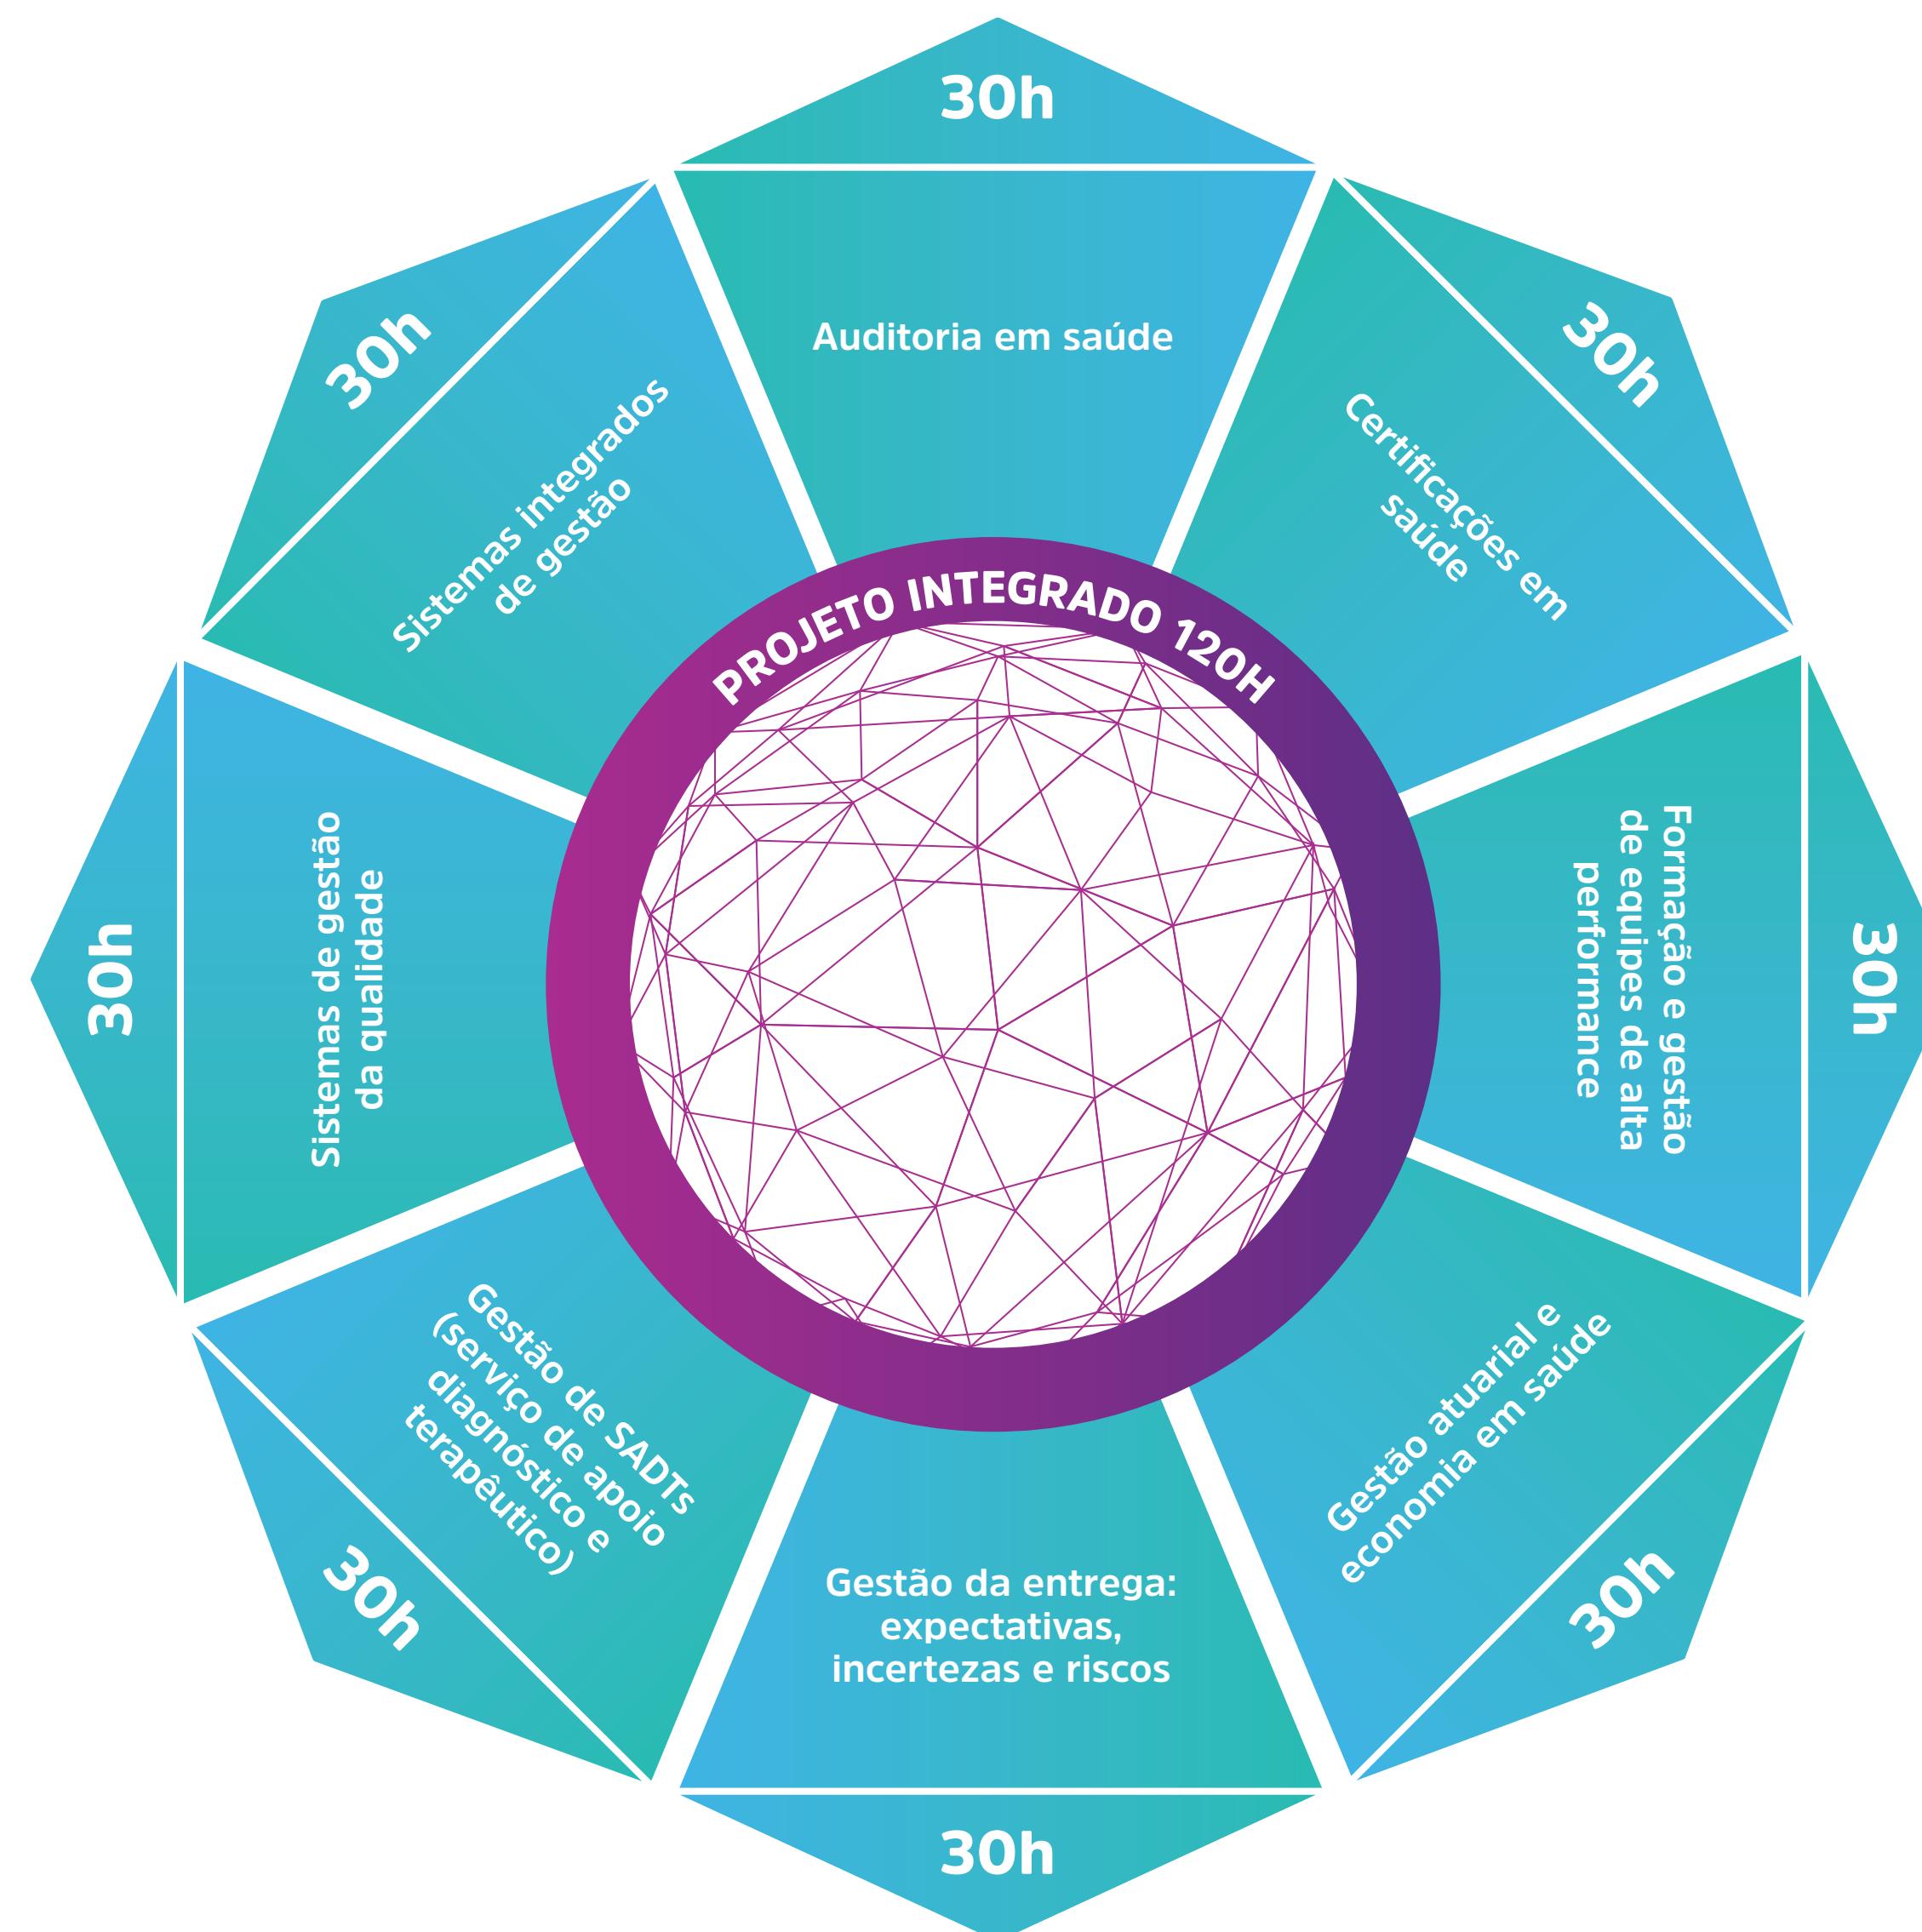 30h
Auditoria em saúde
30h
Certificações em
saúde
30h
Formação e gestão
de equipes de alta
performance
30h
Gestão atuarial e
economia em saúde
30h
Gestão da entrega:
expectativas,
incertezas e riscos
30h
Gestão de SADTs
(serviço de apoio
diagnóstico e
terapêutico)
30h
Sistemas de gestão
da qualidade
30h
Sistemas integrados
de gestão
PROJETO INTEGRADO 120H